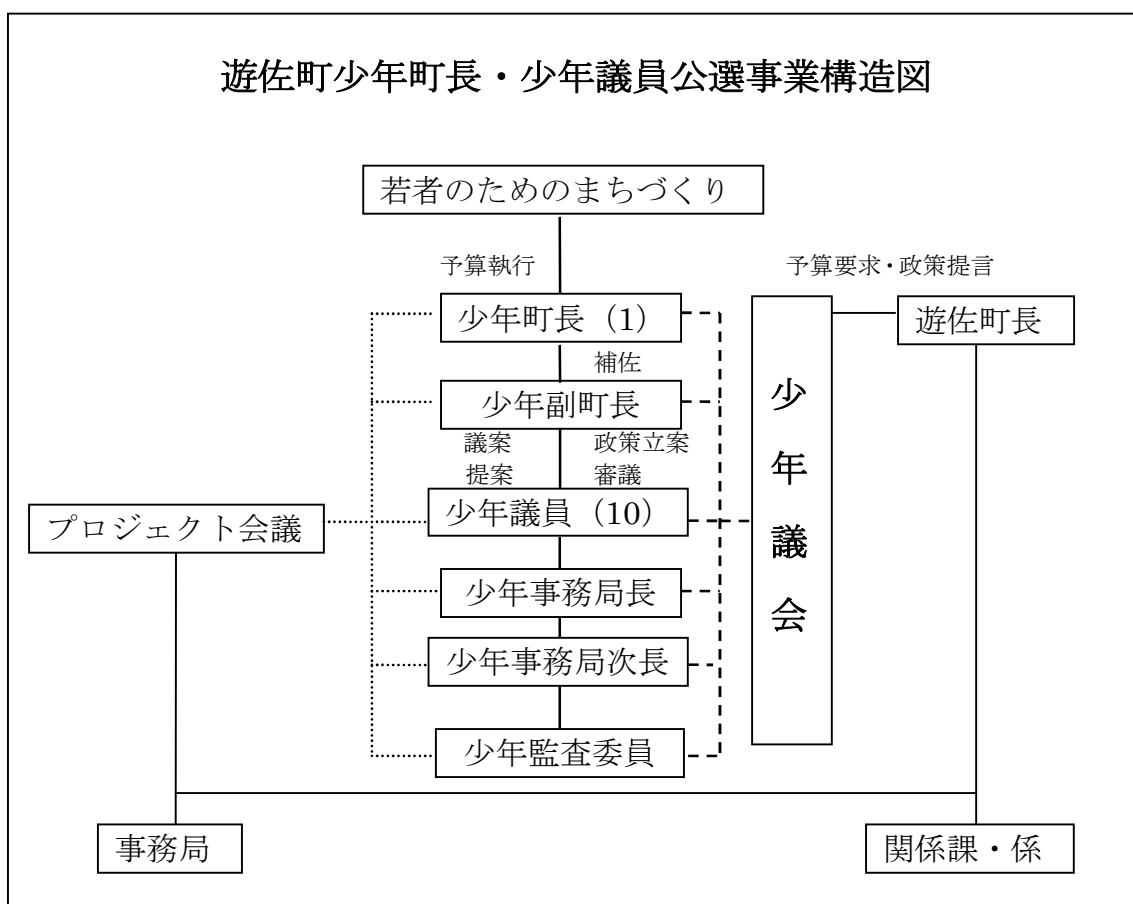 遊佐町少年町長・少年議員公選事業構造図
若者のためのまちづくり
予算執行
予算要求・政策提言
少年町長（1）
遊佐町長
補佐
少年副町長
議案
提案
政策立案
審議
少年議員（10）
プロジェクト会議
少年議会
少年事務局長
少年事務局次長
少年監査委員
事務局
関係課・係